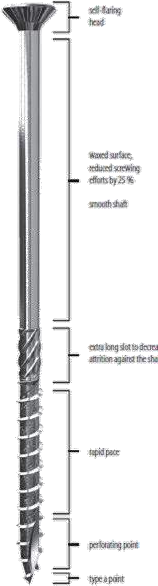 self-flaring
head
Waxed surface,
reduced screwing
efforts by 25 %
smooth shaft
extra long slot to decrea
attrition against the sha
rapid pace
perforating point
type a point